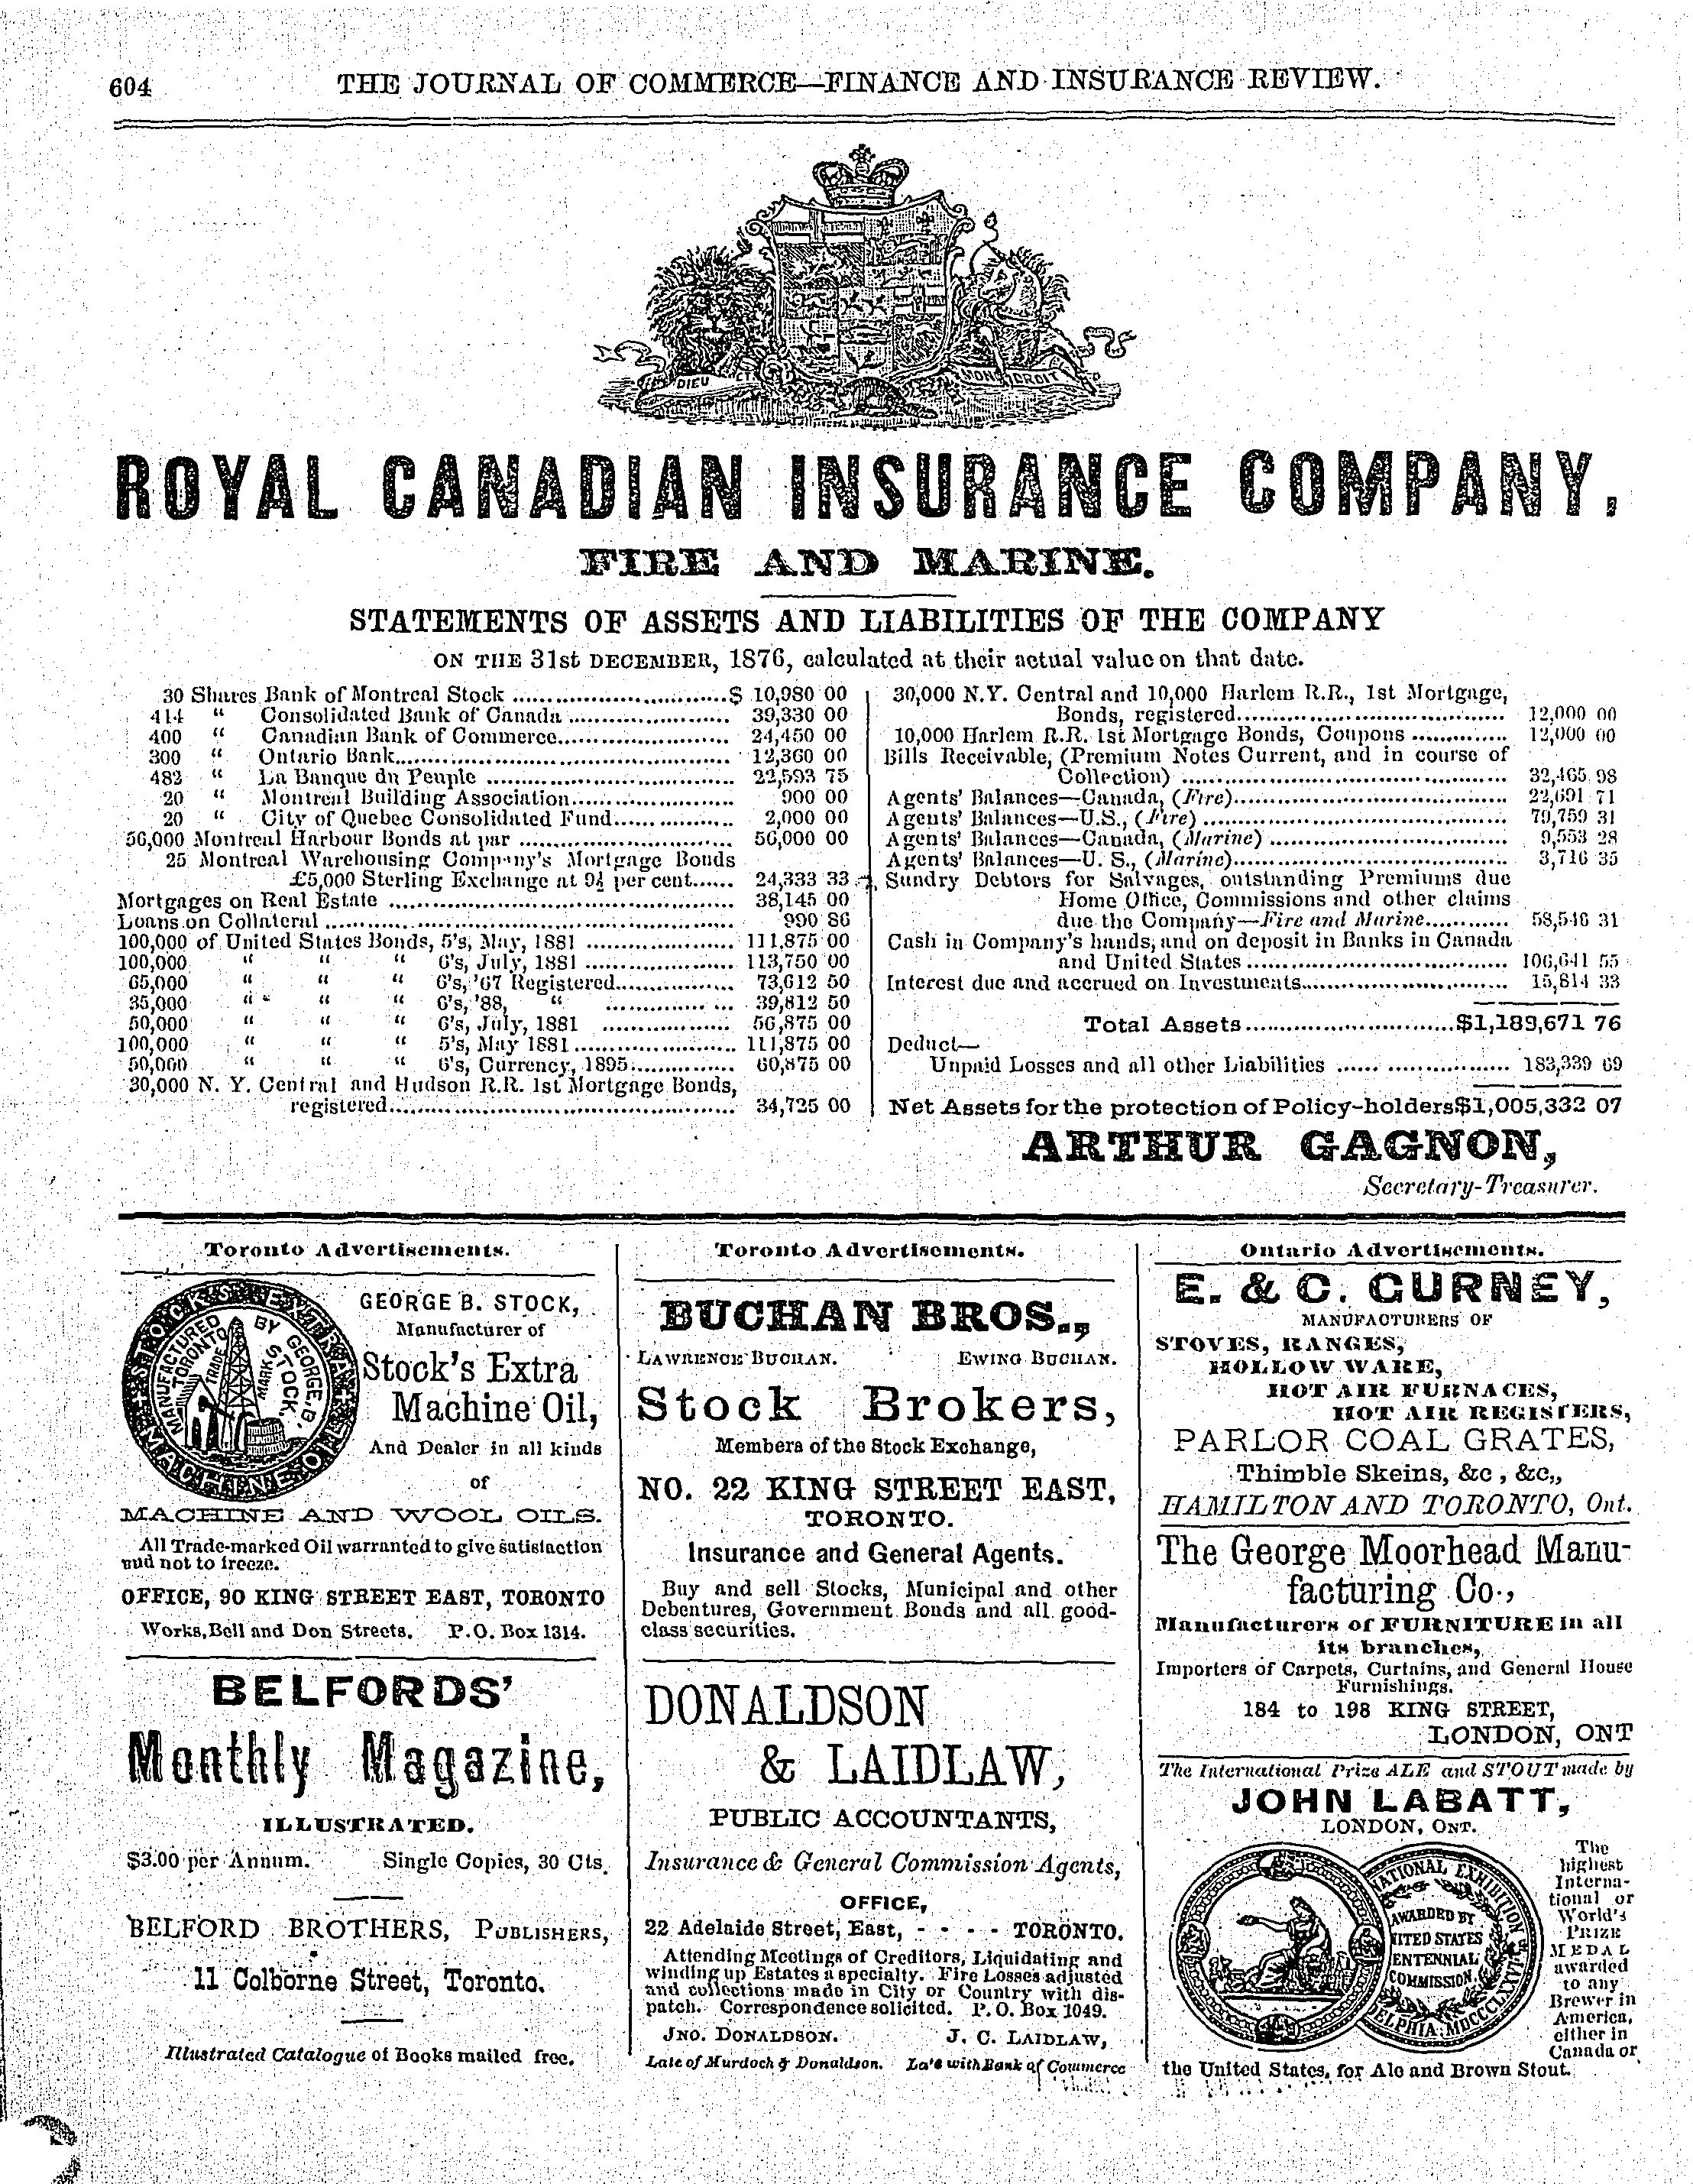 604 THE JOURNAL OF COMMERCE—FINANCE AND INSURANCE REVIEW.
DIEU ET MON DROIT
ROYAL CANADIAN INSURANCE COMPANY,
FIRE AND MARINE.
STATEMENTS OF ASSETS AND LIABILITIES OF THE COMPANY
ON THE 31st DECEMBER, 1876, calculated at their actual value on that date.
30 Shares Bank of Montreal Stock ............ $ 10,980 00
414 " Consolidated Bank of Canada ............ 39,330 00
400 " Canadian Bank of Commerce ............ 24,450 00
300 " Ontario Bank ............ 12,360 00
482 " La Banque du Peuple ............ 22,593 75
20 " Montreal Building Association ............ 900 00
20 " City of Quebec Consolidated Fund ............ 2,000 00
56,000 Montreal Harbour Bonds at par ............ 56,000 00
25 Montreal Warehousing Company's Mortgage Bonds
£5,000 Sterling Exchange at 9½ per cent ...... 24,333 33
Mortgages on Real Estate ............ 38,145 00
Loans on Collateral ............ 990 86
100,000 of United States Bonds, 5's, May, 1881 ............ 111,875 00
100,000 " " " 6's, July, 1881 ............ 113,750 00
65,000 " " " 6's, '67 Registered ............ 73,612 50
35,000 " " " 6's, '88, " ............ 39,812 50
50,000 " " " 6's, July, 1881 ............ 56,875 00
100,000 " " " 5's, May 1881 ............ 111,875 00
50,000 " " " 6's, Currency, 1895 ............ 60,875 00
30,000 N. Y. Central and Hudson R.R. 1st Mortgage Bonds,
registered ............ 34,725 00
30,000 N.Y. Central and 10,000 Harlem R.R., 1st Mortgage,
Bonds, registered ............ 12,000 00
10,000 Harlem R.R. 1st Mortgage Bonds, Coupons ............ 12,000 00
Bills Receivable, (Premium Notes Current, and in course of
Collection) ............ 32,465 98
Agents' Balances—Canada, (Fire) ............ 22,691 71
Agents' Balances—U.S., (Fire) ............ 79,759 31
Agents' Balances—Canada, (Marine) ............ 9,553 28
Agents' Balances—U. S., (Marine) ............ 3,716 35
Sundry Debtors for Salvages, outstanding Premiums due
Home Office, Commissions and other claims
due the Company—Fire and Marine ............ 58,546 31
Cash in Company's hands, and on deposit in Banks in Canada
and United States ............ 106,641 55
Interest due and accrued on Investments ............ 15,814 33
Total Assets ............ $1,189,671 76
Deduct—
Unpaid Losses and all other Liabilities ............ 183,339 69
Net Assets for the protection of Policy-holders $1,005,332 07
ARTHUR GAGNON,
Secretary-Treasurer.
Toronto Advertisements.
STOCK'S EXTRA MACHINE OIL
MANUFACTURED BY GEORGE B. STOCK, TORONTO
TRADE MARK
GEORGE B. STOCK,
Manufacturer of
Stock's Extra
Machine Oil,
And Dealer in all kinds
of
MACHINE AND WOOL OILS.
All Trade-marked Oil warranted to give satisfaction
and not to freeze.
OFFICE, 90 KING STREET EAST, TORONTO
Works, Bell and Don Streets. P.O. Box 1314.
BELFORDS'
Monthly Magazine,
ILLUSTRATED.
$3.00 per Annum. Single Copies, 30 Cts.
BELFORD BROTHERS, PUBLISHERS,
11 Colborne Street, Toronto.
Illustrated Catalogue of Books mailed free.
Toronto Advertisements.
BUCHAN BROS.,
LAWRENCE BUCHAN. EWING BUCHAN.
Stock Brokers,
Members of the Stock Exchange,
NO. 22 KING STREET EAST,
TORONTO.
Insurance and General Agents.
Buy and sell Stocks, Municipal and other
Debentures, Government Bonds and all good-
class securities.
DONALDSON
& LAIDLAW,
PUBLIC ACCOUNTANTS,
Insurance & General Commission Agents,
OFFICE,
22 Adelaide Street, East, - - - - TORONTO.
Attending Meetings of Creditors, Liquidating and
winding up Estates a specialty. Fire Losses adjusted
and collections made in City or Country with dis-
patch. Correspondence solicited. P.O. Box 1049.
JNO. DONALDSON. J. C. LAIDLAW,
Late of Murdoch & Donaldson. La'e with Bank of Commerce
Ontario Advertisements.
E. & C. GURNEY,
MANUFACTURERS OF
STOVES, RANGES,
HOLLOW WARE,
HOT AIR FURNACES,
HOT AIR REGISTERS,
PARLOR COAL GRATES,
Thimble Skeins, &c , &c.,
HAMILTON AND TORONTO, Ont.
The George Moorhead Manu-
facturing Co.,
Manufacturers of FURNITURE in all
its branches,
Importers of Carpets, Curtains, and General House
Furnishings.
184 to 198 KING STREET,
LONDON, ONT
The International Prize ALE and STOUT made by
JOHN LABATT,
LONDON, ONT.
NATIONAL EXHIBITION
AWARDED BY
UNITED STATES
CENTENNIAL
COMMISSION
DELPHIA, MDCCCLXXVI
The
highest
Interna-
tional or
World's
PRIZE
MEDAL
awarded
to any
Brewer in
America,
either in
Canada or
the United States, for Ale and Brown Stout.